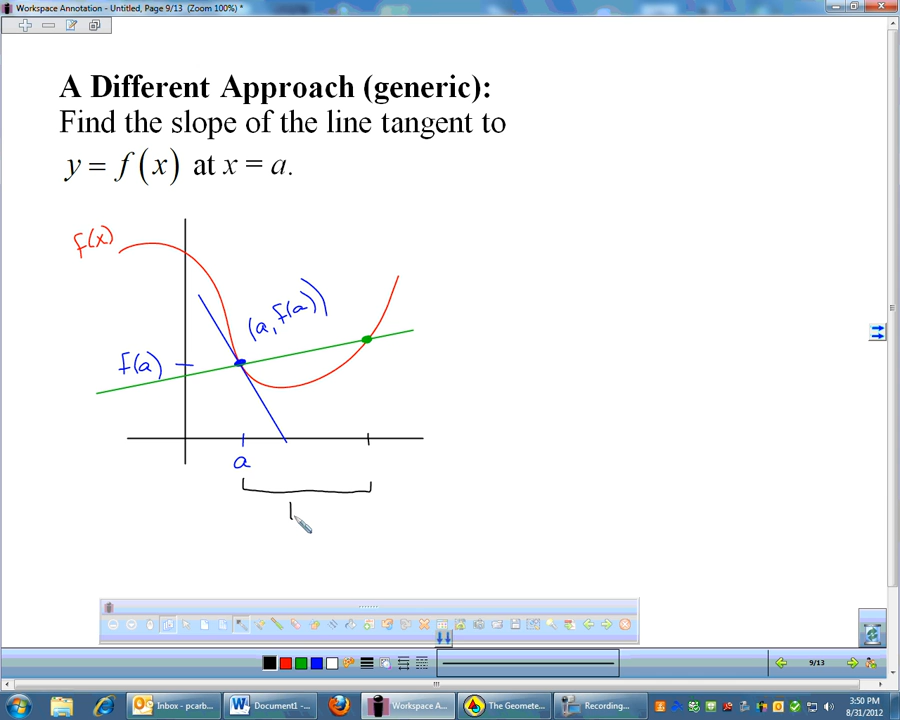 Workspace Annotation - Untitled, Page 9/13 (Zoom 100%) *
A Different Approach (generic):
Find the slope of the line tangent to
y = f(x) at x = a.
f(x)
(a, f(a))
f(a)
a
9/13
Inbox - pcarb...
Document1 -...
Workspace A...
The Geomete...
Recording...
3:50 PM
8/31/2012